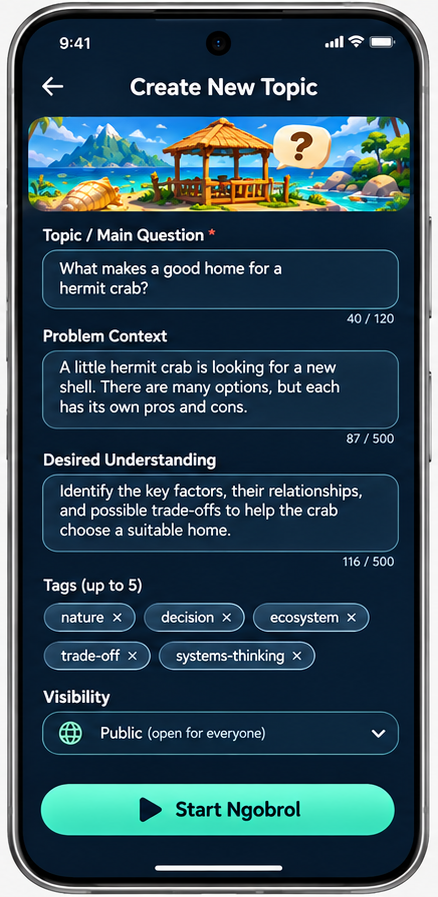 9:41
Create New Topic
?
Topic / Main Question *
What makes a good home for a
hermit crab?
40 / 120
Problem Context
A little hermit crab is looking for a new
shell. There are many options, but each
has its own pros and cons.
87 / 500
Desired Understanding
Identify the key factors, their relationships,
and possible trade-offs to help the crab
choose a suitable home.
116 / 500
Tags (up to 5)
nature × decision × ecosystem ×
trade-off × systems-thinking ×
Visibility
Public (open for everyone)
Start Ngobrol